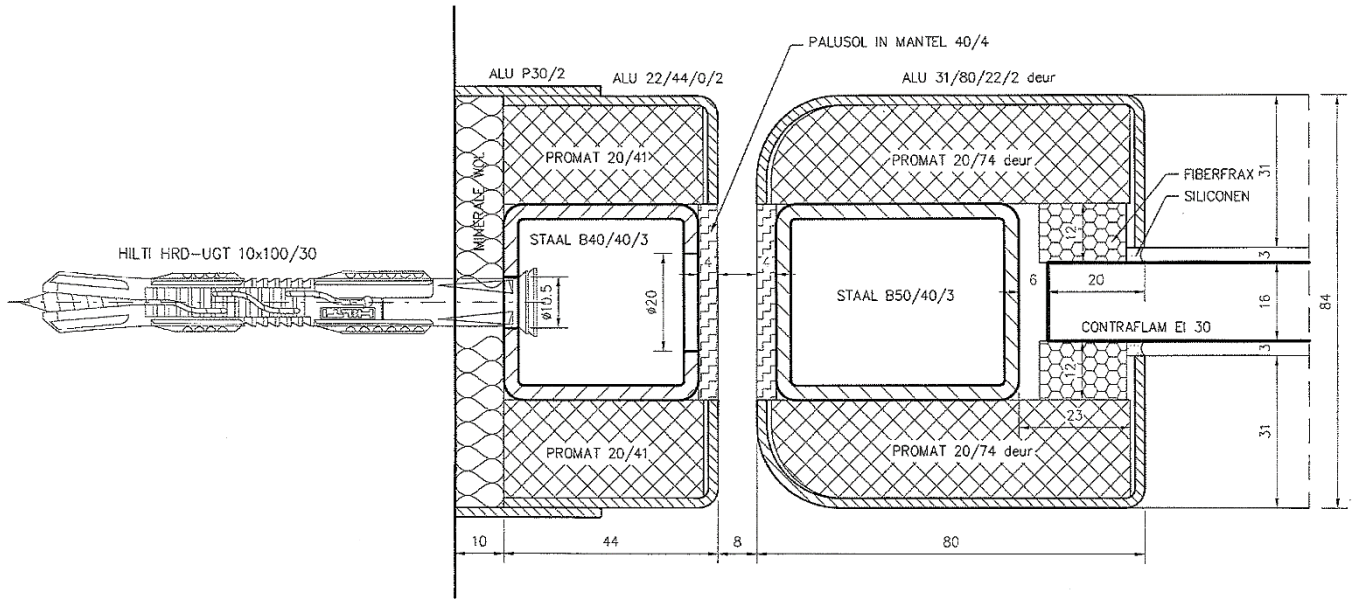 PALUSOL IN MANTEL 40/4
ALU P30/2
ALU 22/44/0/2
ALU 31/80/22/2 deur
PROMAT 20/41
PROMAT 20/74 deur
FIBERFRAX
SILICONEN
31
MINERALE WOL
STAAL B40/40/3
12
HILTI HRD-UGT 10x100/30
4
4
3
ø10.5
ø20
STAAL B50/40/3
6
20
16
84
CONTRAFLAM EI 30
3
12
23
31
PROMAT 20/41
PROMAT 20/74 deur
10
44
8
80